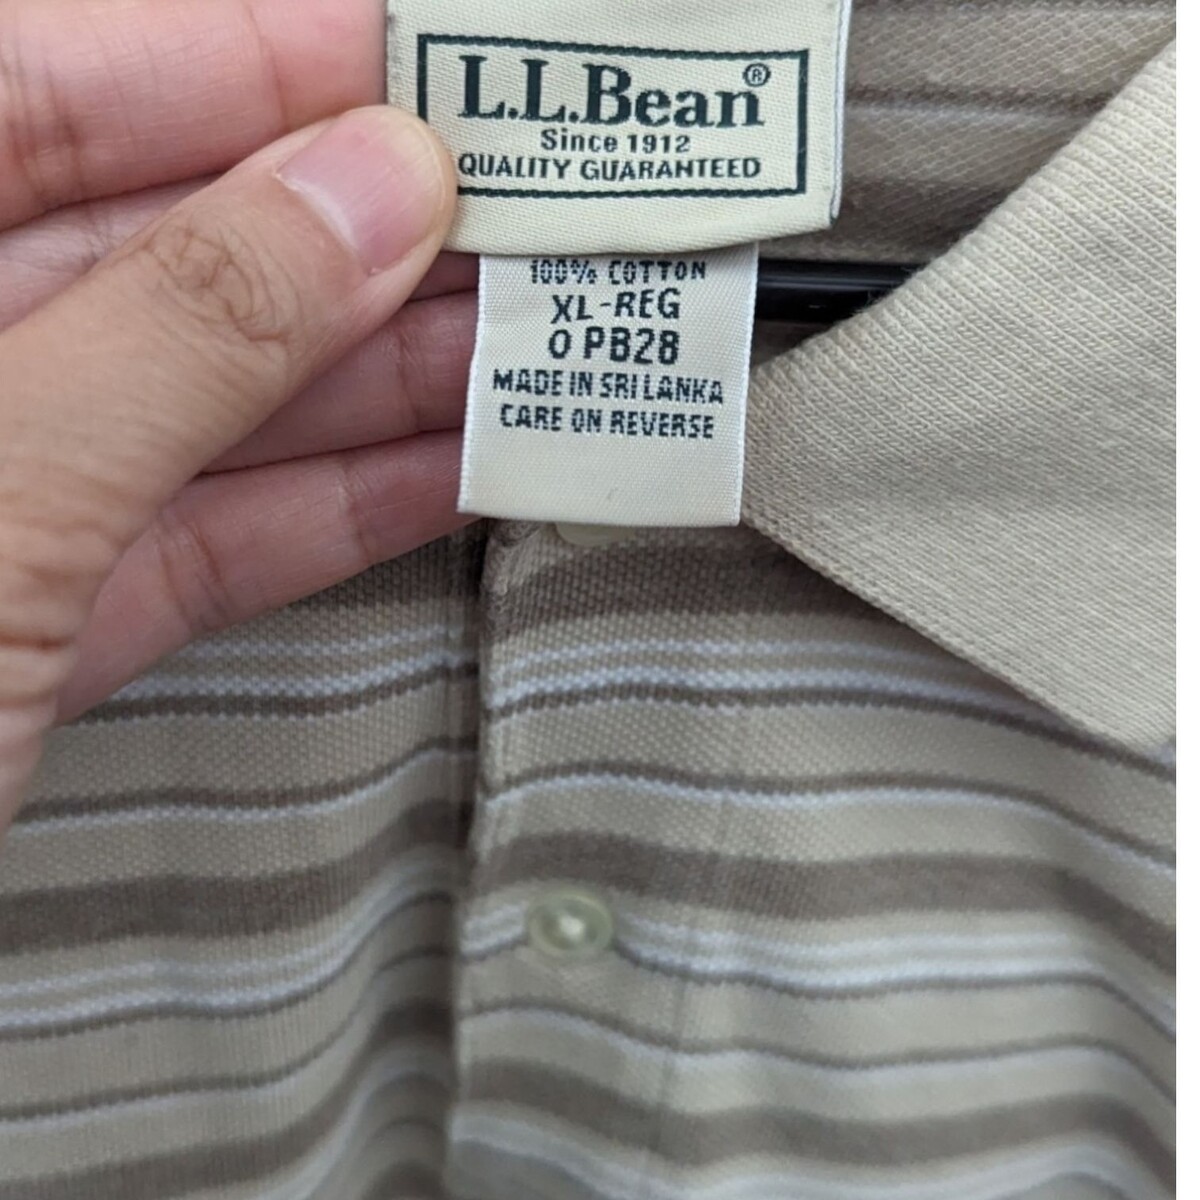 L.L.Bean®
Since 1912
QUALITY GUARANTEED
100% COTTON
XL-REG
0 PB28
MADE IN SRI LANKA
CARE ON REVERSE